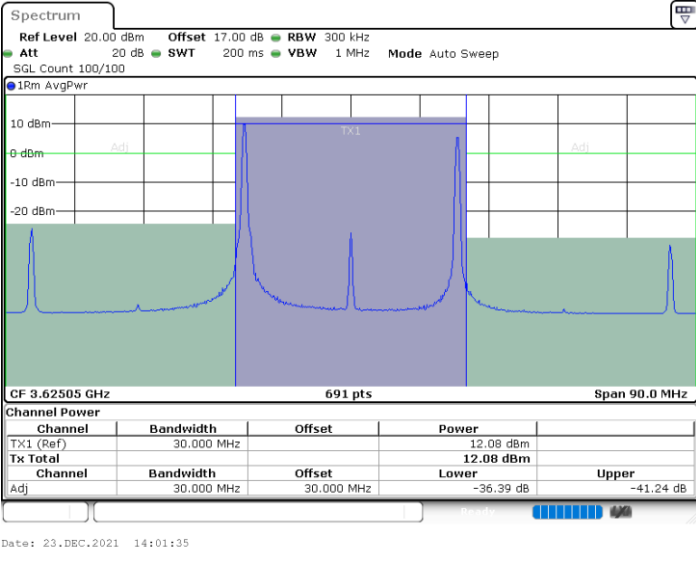 Spectrum
Ref Level 20.00 dBm Offset 17.00 dB RBW 300 kHz
Att 20 dB SWT 200 ms VBW 1 MHz Mode Auto Sweep
SGL Count 100/100
1Rm AvgPwr
10 dBm
TX1
Adj
Adj
0 dBm
-10 dBm
-20 dBm
CF 3.62505 GHz 691 pts Span 90.0 MHz
Channel Power
Channel Bandwidth Offset Power
TX1 (Ref) 30.000 MHz 12.08 dBm
Tx Total 12.08 dBm
Channel Bandwidth Offset Lower Upper
Adj 30.000 MHz 30.000 MHz -36.39 dB -41.24 dB
Ready
Date: 23.DEC.2021 14:01:35